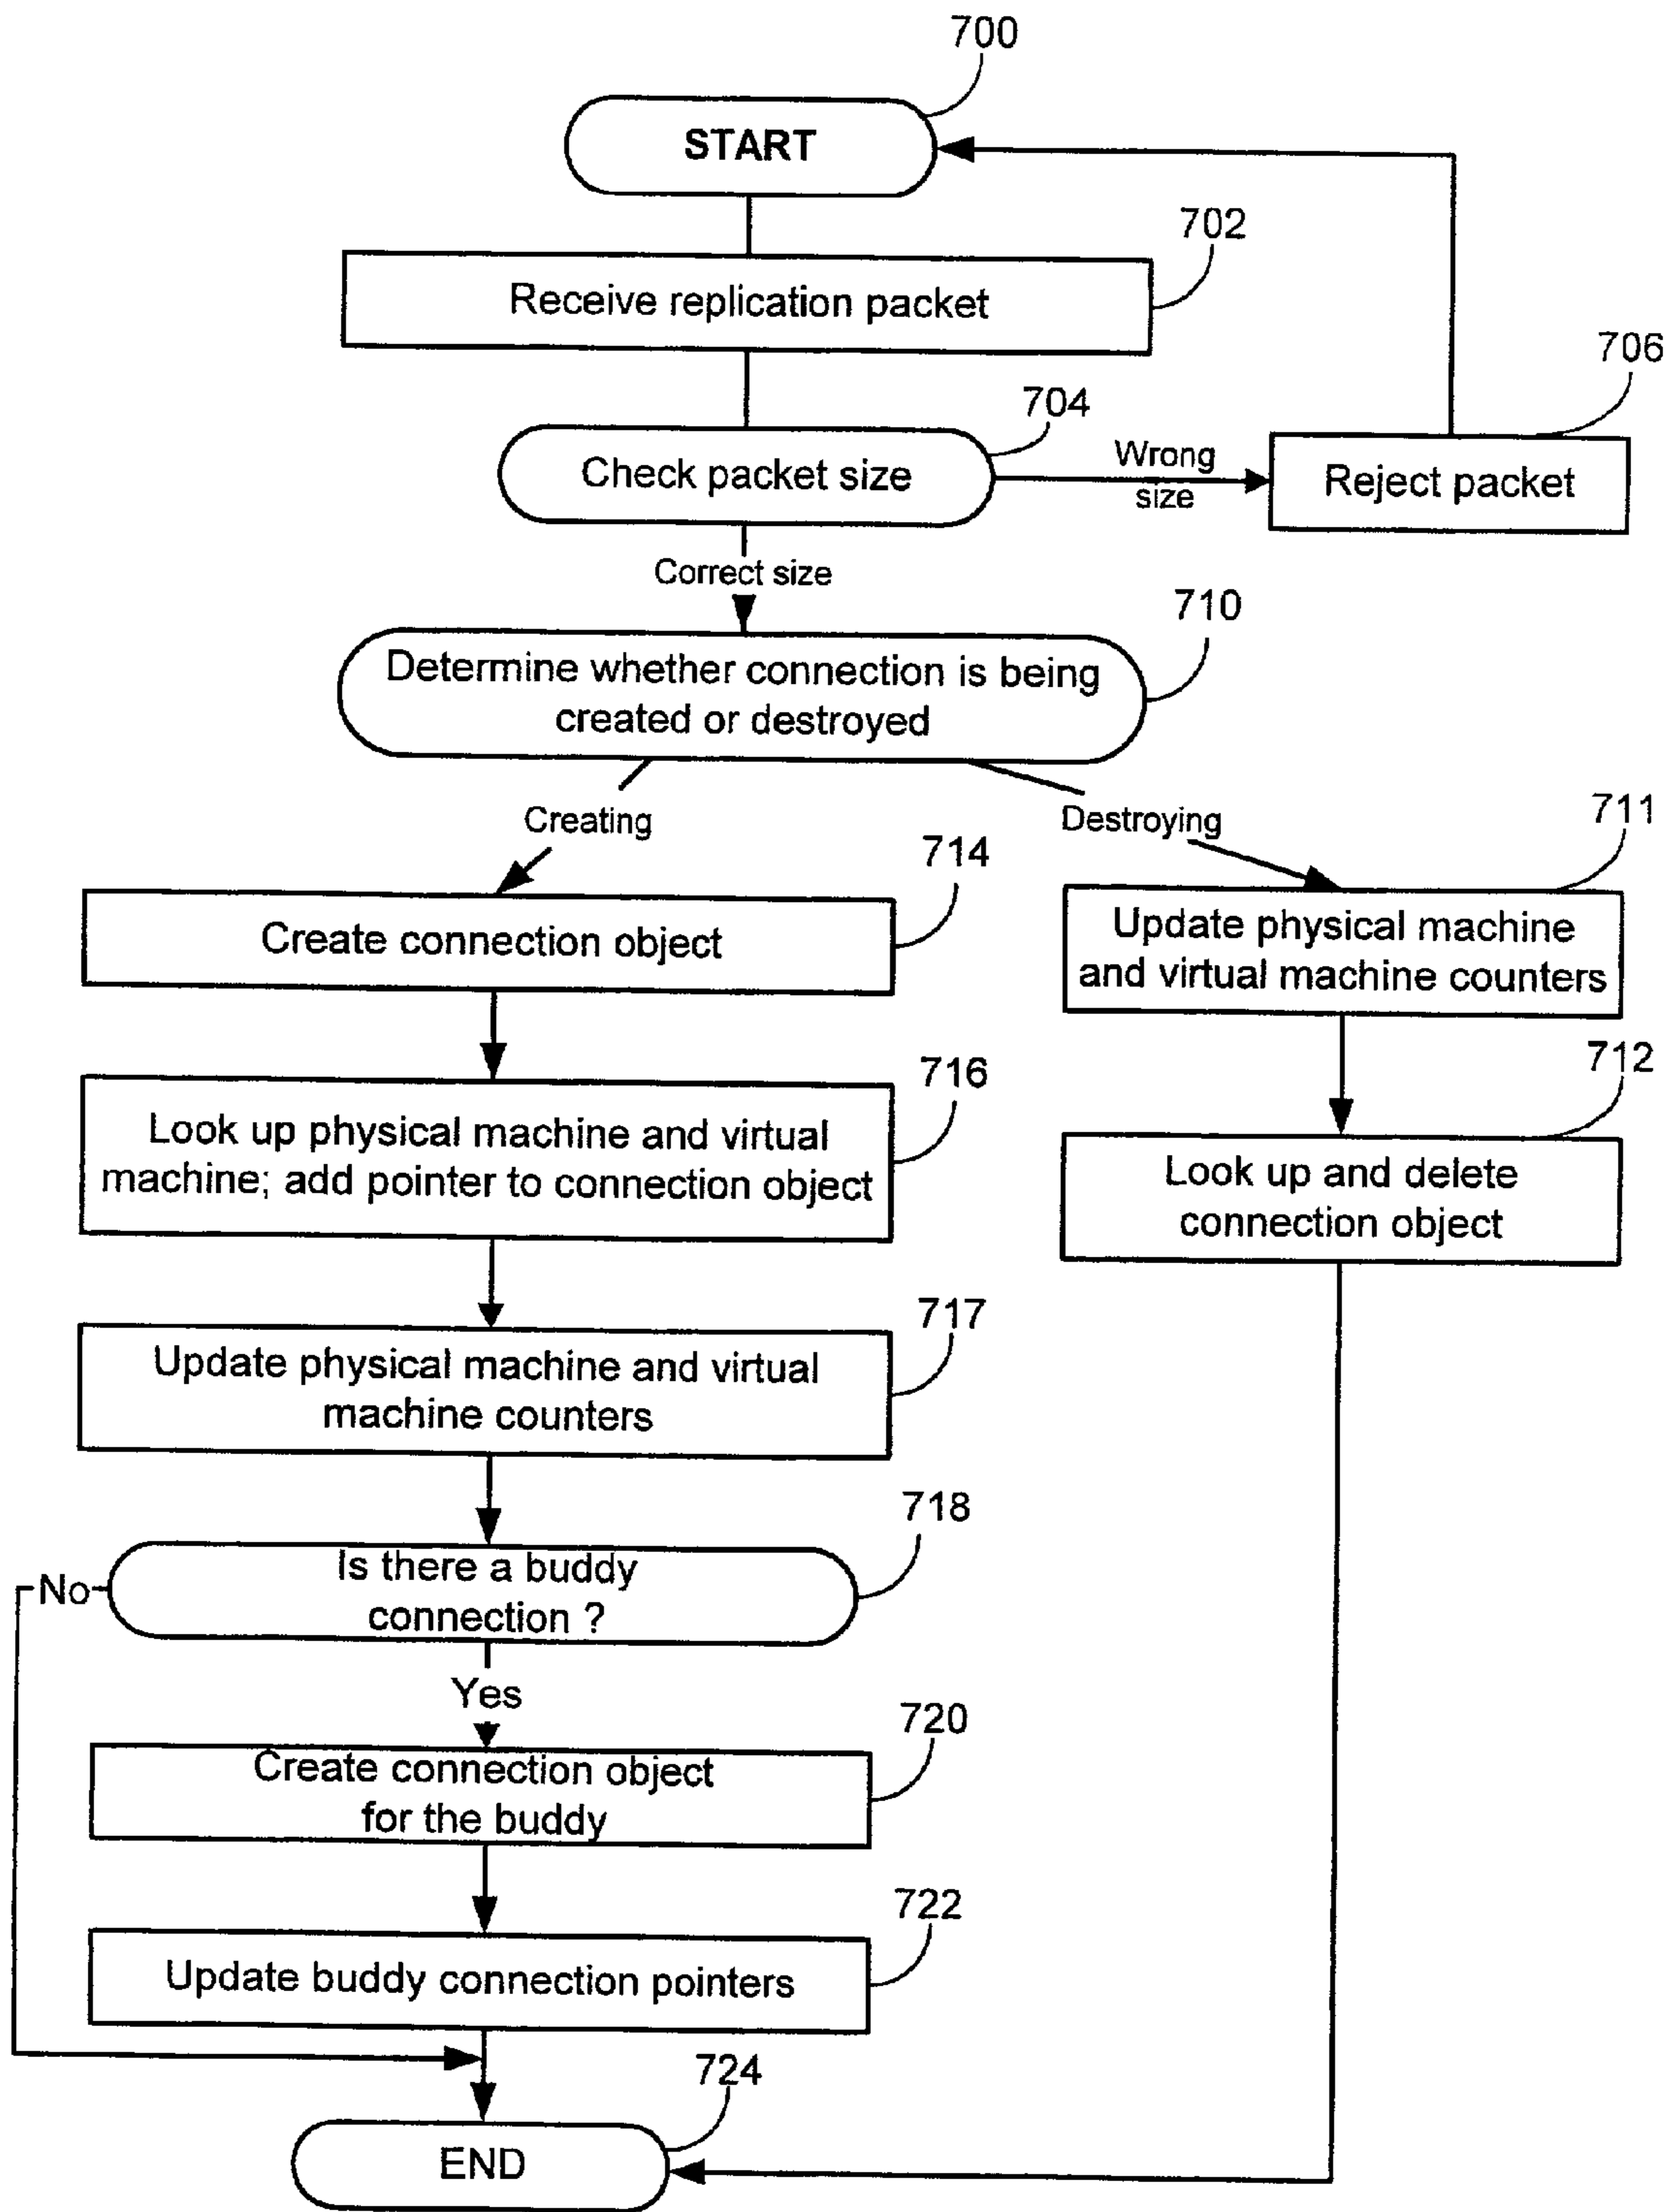 700
START
702
Receive replication packet
706
704
Check packet size
Wrong
size
Reject packet
Correct size
710
Determine whether connection is being
created or destroyed
Creating
Destroying
711
714
Create connection object
Update physical machine
and virtual machine counters
716
712
Look up physical machine and virtual
machine; add pointer to connection object
Look up and delete
connection object
717
Update physical machine and virtual
machine counters
718
Is there a buddy
connection ?
No
Yes
720
Create connection object
for the buddy
722
Update buddy connection pointers
724
END